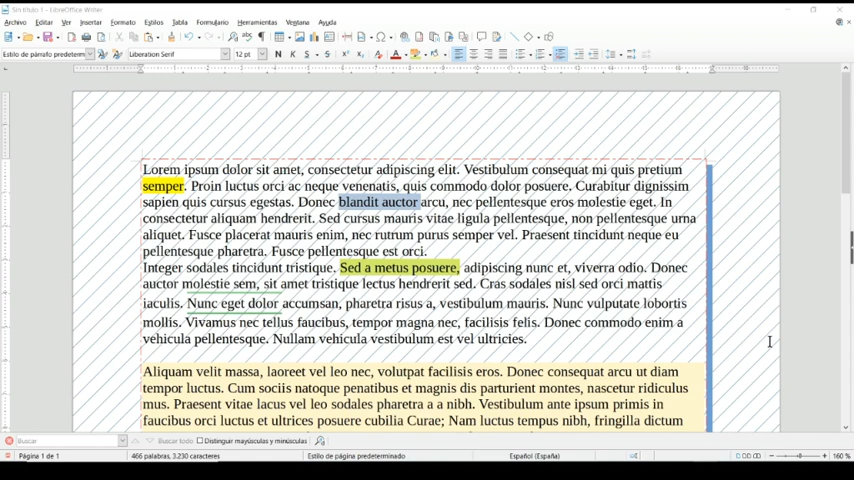 Sin título 1 - LibreOffice Writer
Archivo Editar Ver Insertar Formato Estilos Tabla Formulario Herramientas Ventana Ayuda
Estilo de párrafo predeterm Liberation Serif 12 pt N K S S
Lorem ipsum dolor sit amet, consectetur adipiscing elit. Vestibulum consequat mi quis pretium
semper. Proin luctus orci ac neque venenatis, quis commodo dolor posuere. Curabitur dignissim
sapien quis cursus egestas. Donec blandit auctor arcu, nec pellentesque eros molestie eget. In
consectetur aliquam hendrerit. Sed cursus mauris vitae ligula pellentesque, non pellentesque urna
aliquet. Fusce placerat mauris enim, nec rutrum purus semper vel. Praesent tincidunt neque eu
pellentesque pharetra. Fusce pellentesque est orci.
Integer sodales tincidunt tristique. Sed a metus posuere, adipiscing nunc et, viverra odio. Donec
auctor molestie sem, sit amet tristique lectus hendrerit sed. Cras sodales nisl sed orci mattis
iaculis. Nunc eget dolor accumsan, pharetra risus a, vestibulum mauris. Nunc vulputate lobortis
mollis. Vivamus nec tellus faucibus, tempor magna nec, facilisis felis. Donec commodo enim a
vehicula pellentesque. Nullam vehicula vestibulum est vel ultricies.
Aliquam velit massa, laoreet vel leo nec, volutpat facilisis eros. Donec consequat arcu ut diam
tempor luctus. Cum sociis natoque penatibus et magnis dis parturient montes, nascetur ridiculus
mus. Praesent vitae lacus vel leo sodales pharetra a a nibh. Vestibulum ante ipsum primis in
faucibus orci luctus et ultrices posuere cubilia Curae; Nam luctus tempus nibh, fringilla dictum
Buscar Buscar todo Distinguir mayúsculas y minúsculas
Página 1 de 1 466 palabras, 3.230 caracteres Estilo de página predeterminado Español (España) 160 %